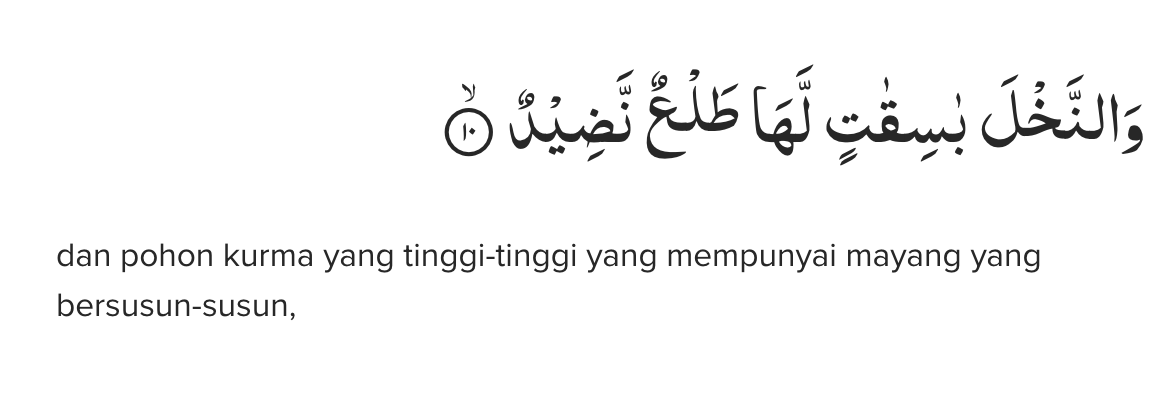 وَالنَّخْلَ بٰسِقٰتٍ لَّهَا طَلْعٌ نَّضِيْدٌۙ ١٠
dan pohon kurma yang tinggi-tinggi yang mempunyai mayang yang
bersusun-susun,